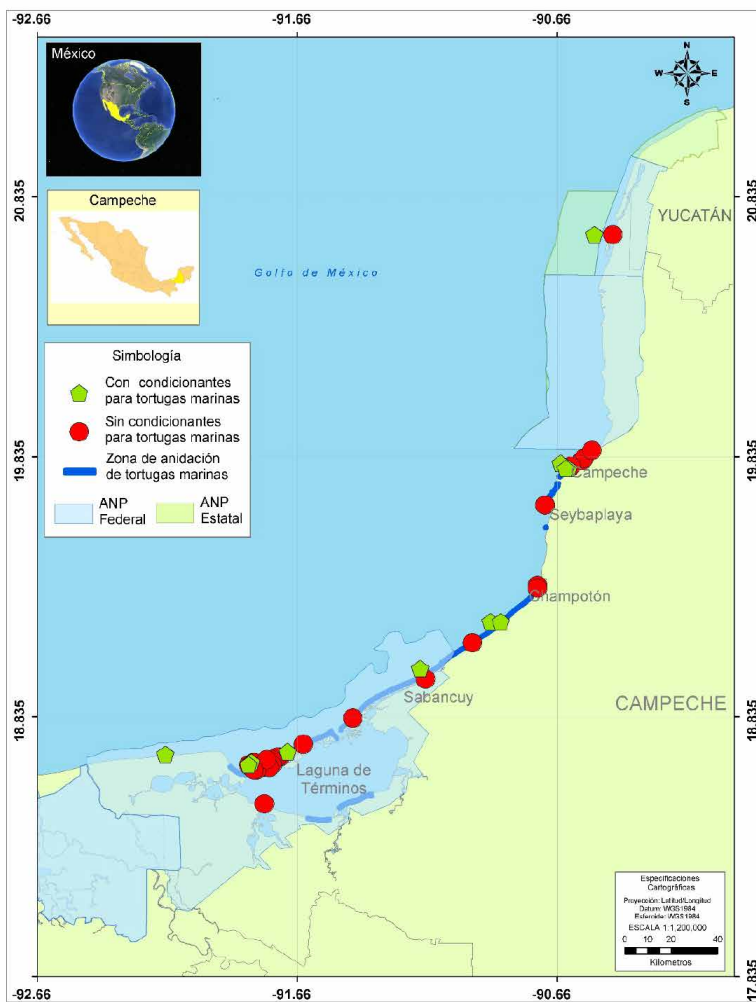 -92.66
-91.66
-90.66
México
N
W
E
S
Campeche
20.835
20.835
YUCATÁN
Golfo de México
Simbología
Con condicionantes
para tortugas marinas
Sin condicionantes
para tortugas marinas
Zona de anidación
de tortugas marinas
ANP
Federal
ANP
Estatal
19.835
19.835
Campeche
Seybaplaya
Champotón
Sabancuy
CAMPECHE
18.835
18.835
Laguna de
Términos
Especificaciones
Cartográficas
Proyección: Latitud/Longitud
Datum: WGS1984
Esferoide: WGS1984
ESCALA 1:1,200,000
0 10 20 40
Kilometros
17.835
17.835
-92.66
-91.66
-90.66